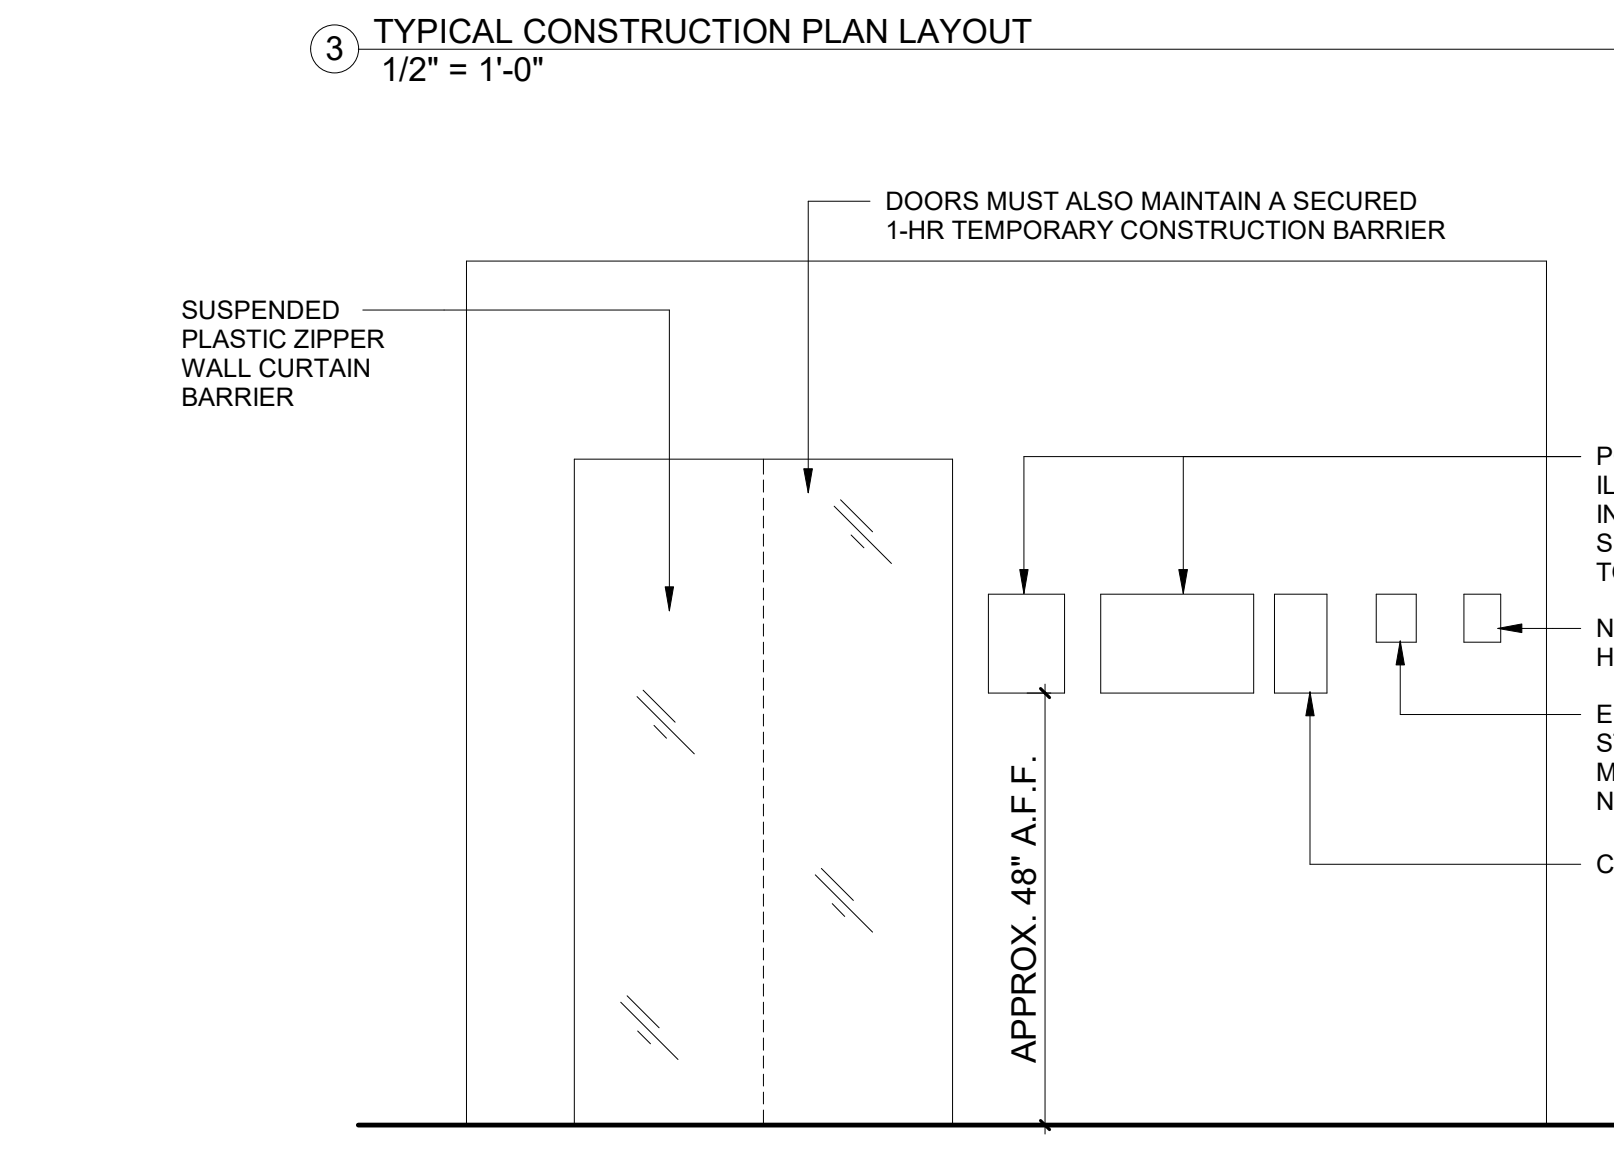 3
TYPICAL CONSTRUCTION PLAN LAYOUT
1/2" = 1'-0"
DOORS MUST ALSO MAINTAIN A SECURED
1-HR TEMPORARY CONSTRUCTION BARRIER
SUSPENDED
PLASTIC ZIPPER
WALL CURTAIN
BARRIER
APPROX. 48" A.F.F.